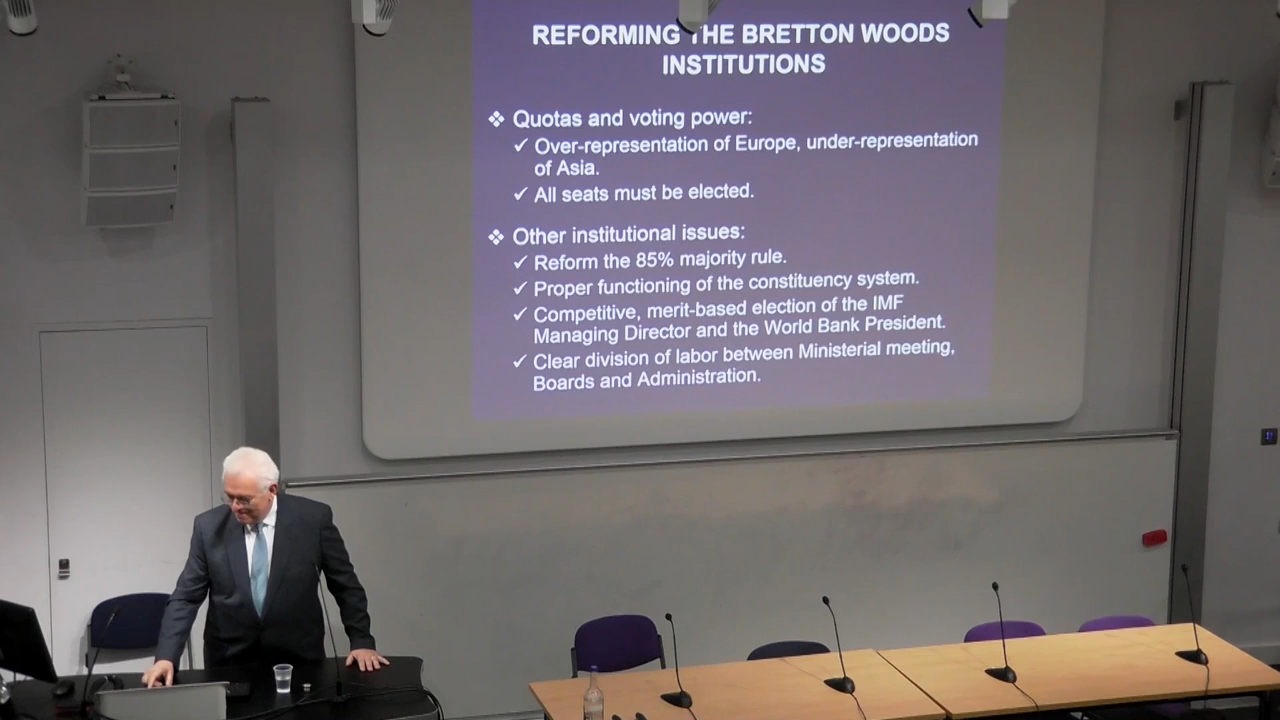 REFORMING THE BRETTON WOODS
INSTITUTIONS
❖ Quotas and voting power:
✓ Over-representation of Europe, under-representation
of Asia.
✓ All seats must be elected.
❖ Other institutional issues:
✓ Reform the 85% majority rule.
✓ Proper functioning of the constituency system.
✓ Competitive, merit-based election of the IMF
Managing Director and the World Bank President.
✓ Clear division of labor between Ministerial meeting,
Boards and Administration.